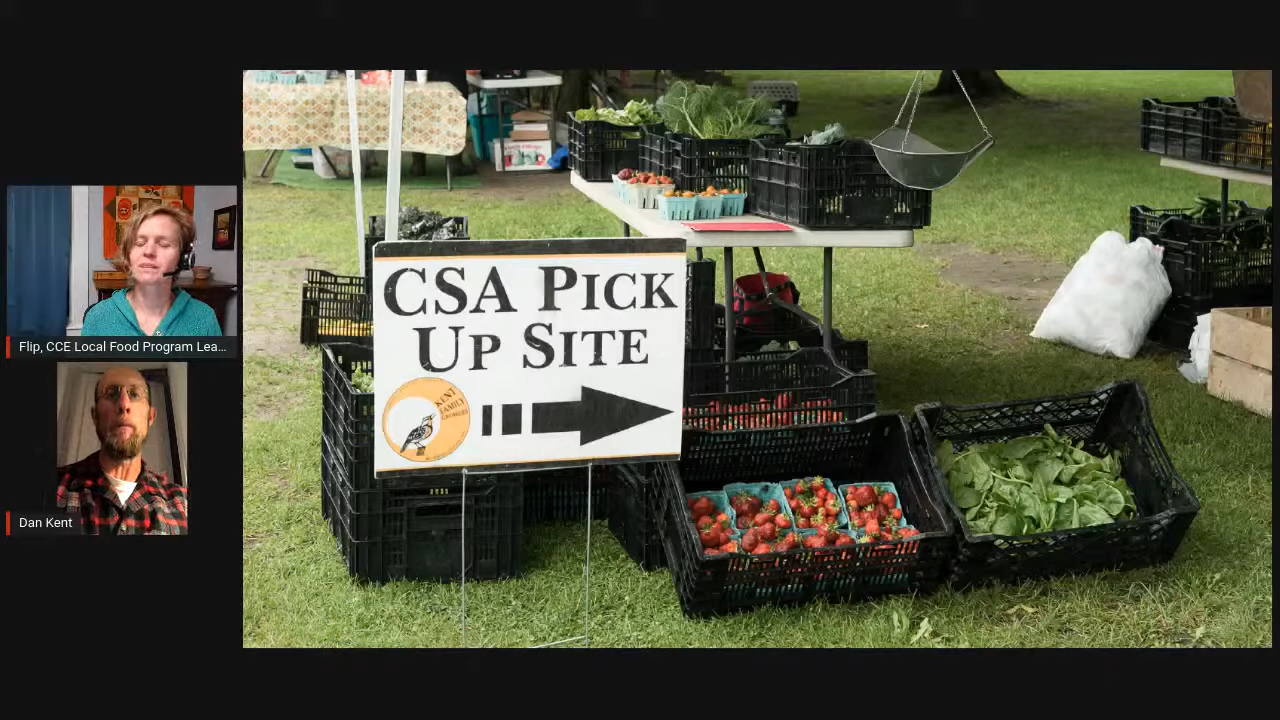 CSA PICK
UP SITE
KENT
FAMILY
GROWERS
Flip, CCE Local Food Program Lea...
Dan Kent